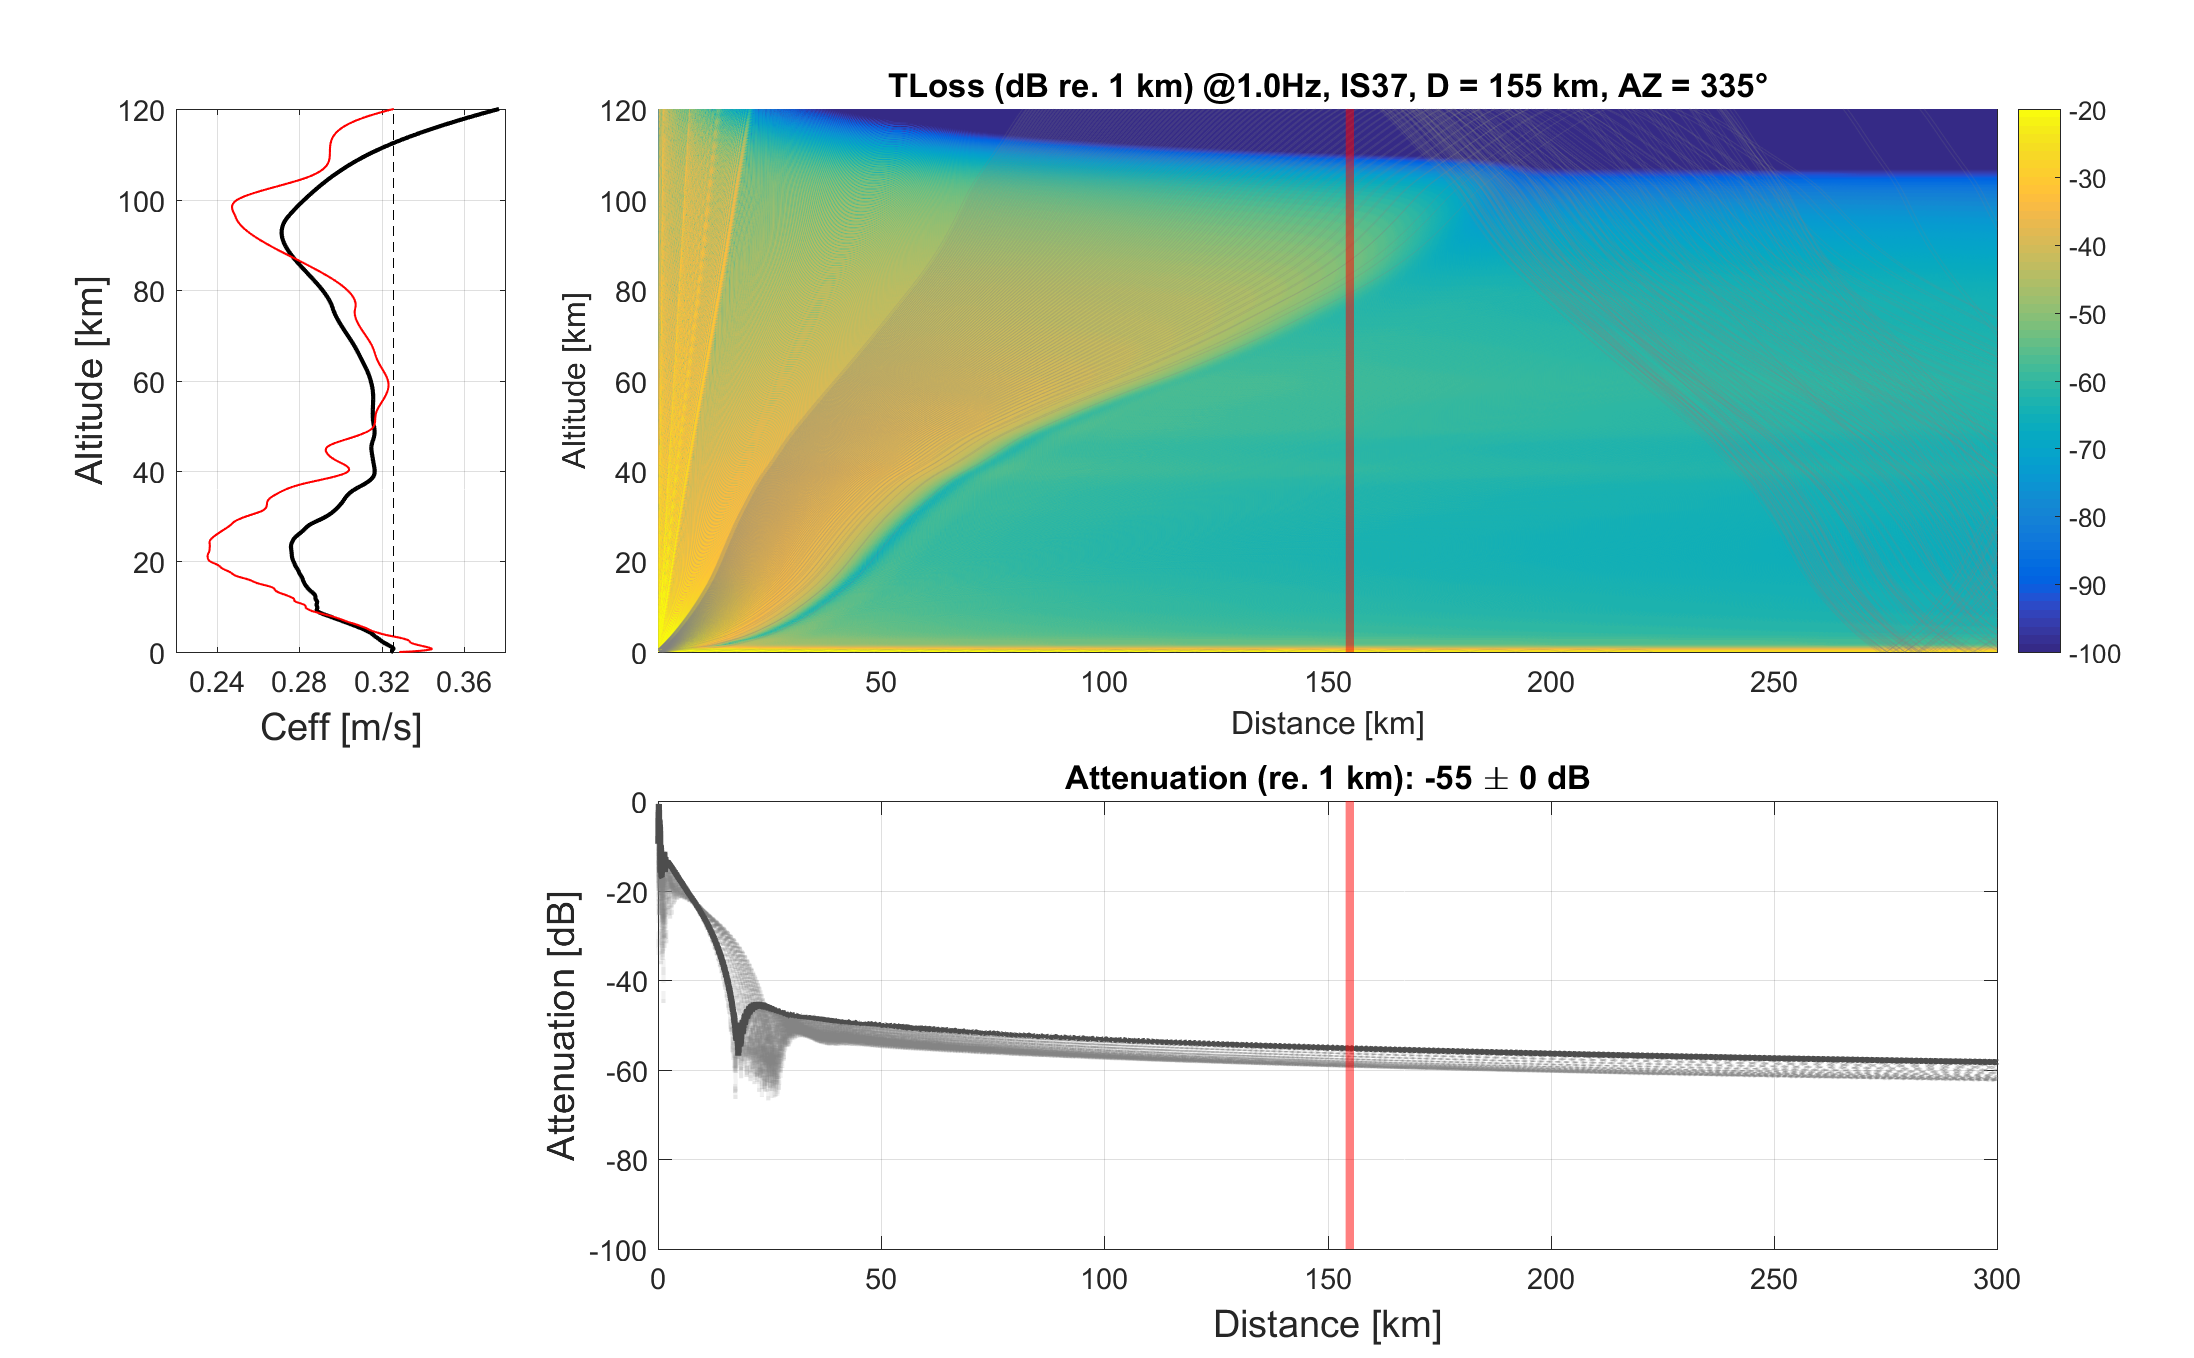 TLoss (dB re. 1 km) @1.0Hz, IS37, D = 155 km, AZ = 335°
120
100
80
60
40
20
0
Altitude [km]
0.24 0.28 0.32 0.36
Ceff [m/s]
120
100
80
60
40
20
0
Altitude [km]
50 100 150 200 250
Distance [km]
-20
-30
-40
-50
-60
-70
-80
-90
-100
Attenuation (re. 1 km): -55 ± 0 dB
0
-20
-40
-60
-80
-100
Attenuation [dB]
0 50 100 150 200 250 300
Distance [km]